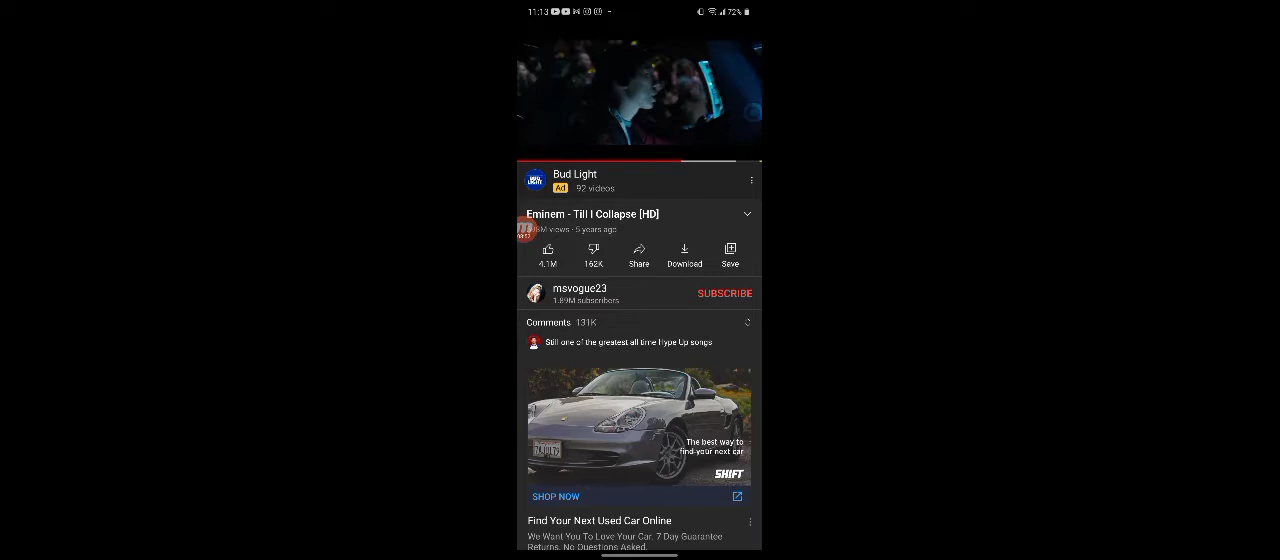 11:13
72%
Bud Light
BUD LIGHT
Ad 92 videos
Eminem - Till I Collapse [HD]
views · 5 years ago
4.1M 162K Share Download Save
msvogue23
1.89M subscribers
SUBSCRIBE
Comments 131K
Still one of the greatest all time Hype Up songs
The best way to
find your next car
SHIFT
SHOP NOW
Find Your Next Used Car Online
We Want You To Love Your Car. 7 Day Guarantee
Returns. No Questions Asked.